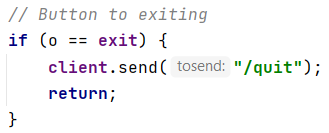 // Button to exiting
if (o == exit) {
    client.send( tosend: "/quit");
    return;
}